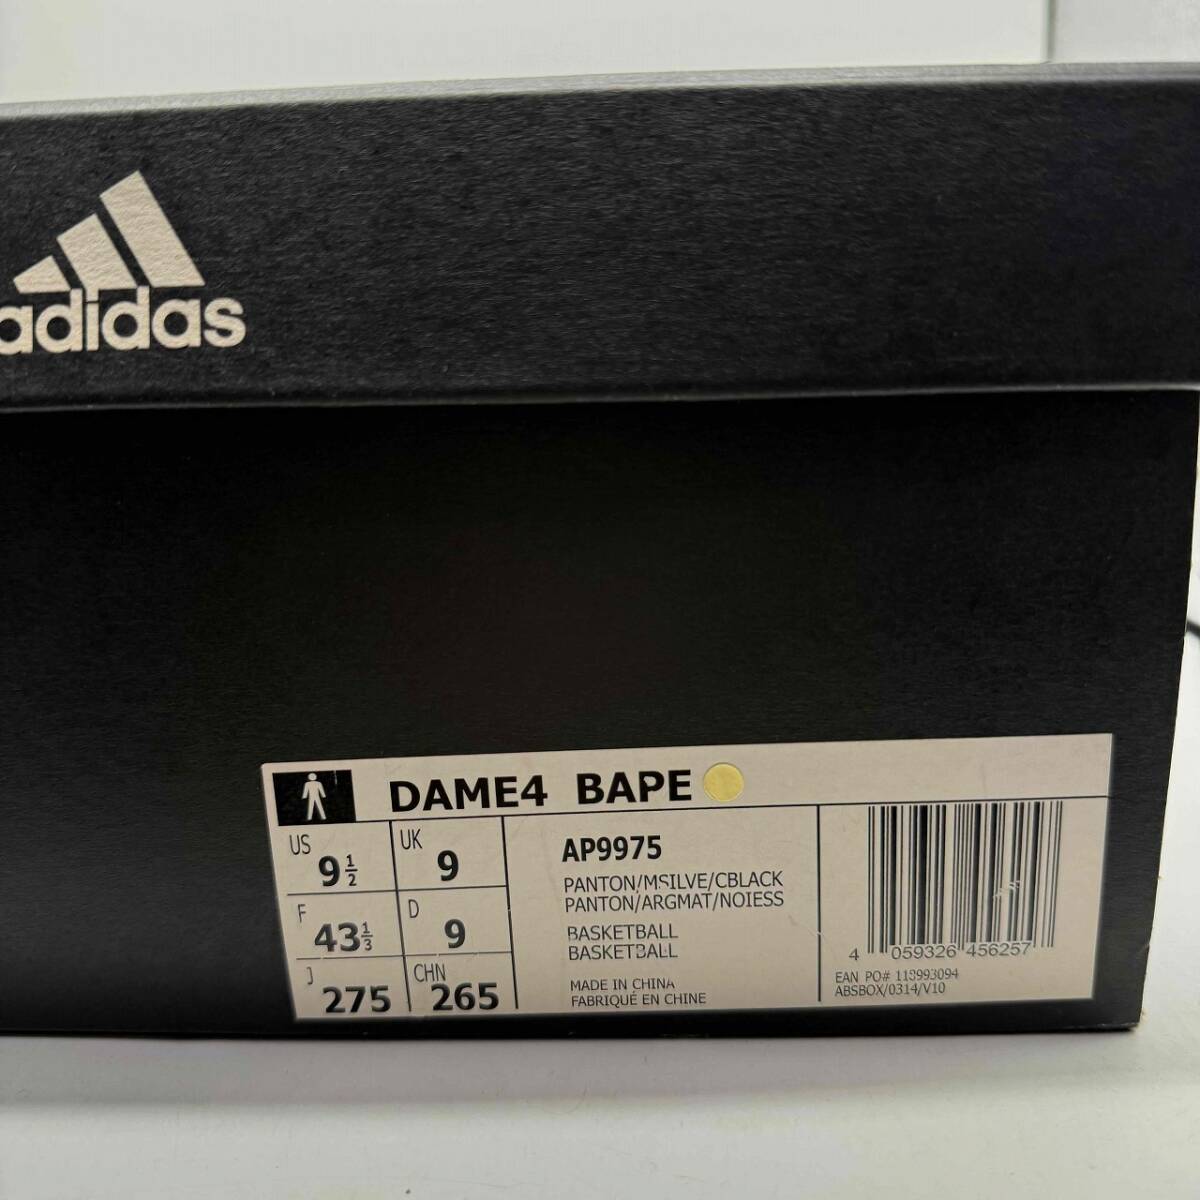 adidas
DAME4 BAPE
US 9 1/2
UK 9
F 43 1/3
D 9
J 275
CHN 265
AP9975
PANTON/MSILVE/CBLACK
PANTON/ARGMAT/NOIESS
BASKETBALL
BASKETBALL
MADE IN CHINA
FABRIQUÉ EN CHINE
4 059326 456257
EAN PO# 118993094
ABSBOX/0314/V10